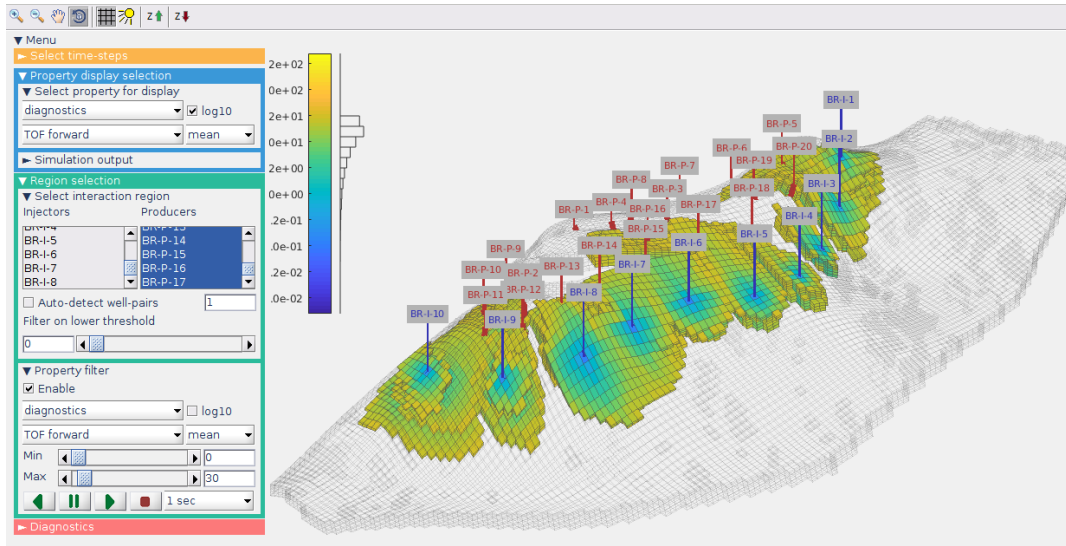 Z Z
▼ Menu
► Select time-steps
▼ Property display selection
▼ Select property for display
diagnostics log10
TOF forward mean
► Simulation output
▼ Region selection
▼ Select interaction region
Injectors Producers
BR-I-5 BR-P-14
BR-I-6 BR-P-15
BR-I-7 BR-P-16
BR-I-8 BR-P-17
Auto-detect well-pairs 1
Filter on lower threshold
0
▼ Property filter
Enable
diagnostics log10
TOF forward mean
Min 0
Max 30
1 sec
► Diagnostics
2e+02
0e+02
2e+01
0e+01
2e+00
0e+00
.2e-01
.0e-01
.2e-02
.0e-02
BR-I-1
BR-P-5
BR-I-2
BR-P-6
BR-P-20
BR-P-19
BR-P-7
BR-P-8
BR-I-3
BR-P-3
BR-P-18
BR-P-4
BR-P-1
BR-P-16
BR-P-17
BR-I-4
BR-P-15
BR-I-5
BR-I-6
BR-P-14
BR-P-9
BR-I-7
BR-P-13
BR-P-10
BR-P-2
BR-P-12
BR-P-11
BR-I-8
BR-I-10
BR-I-9